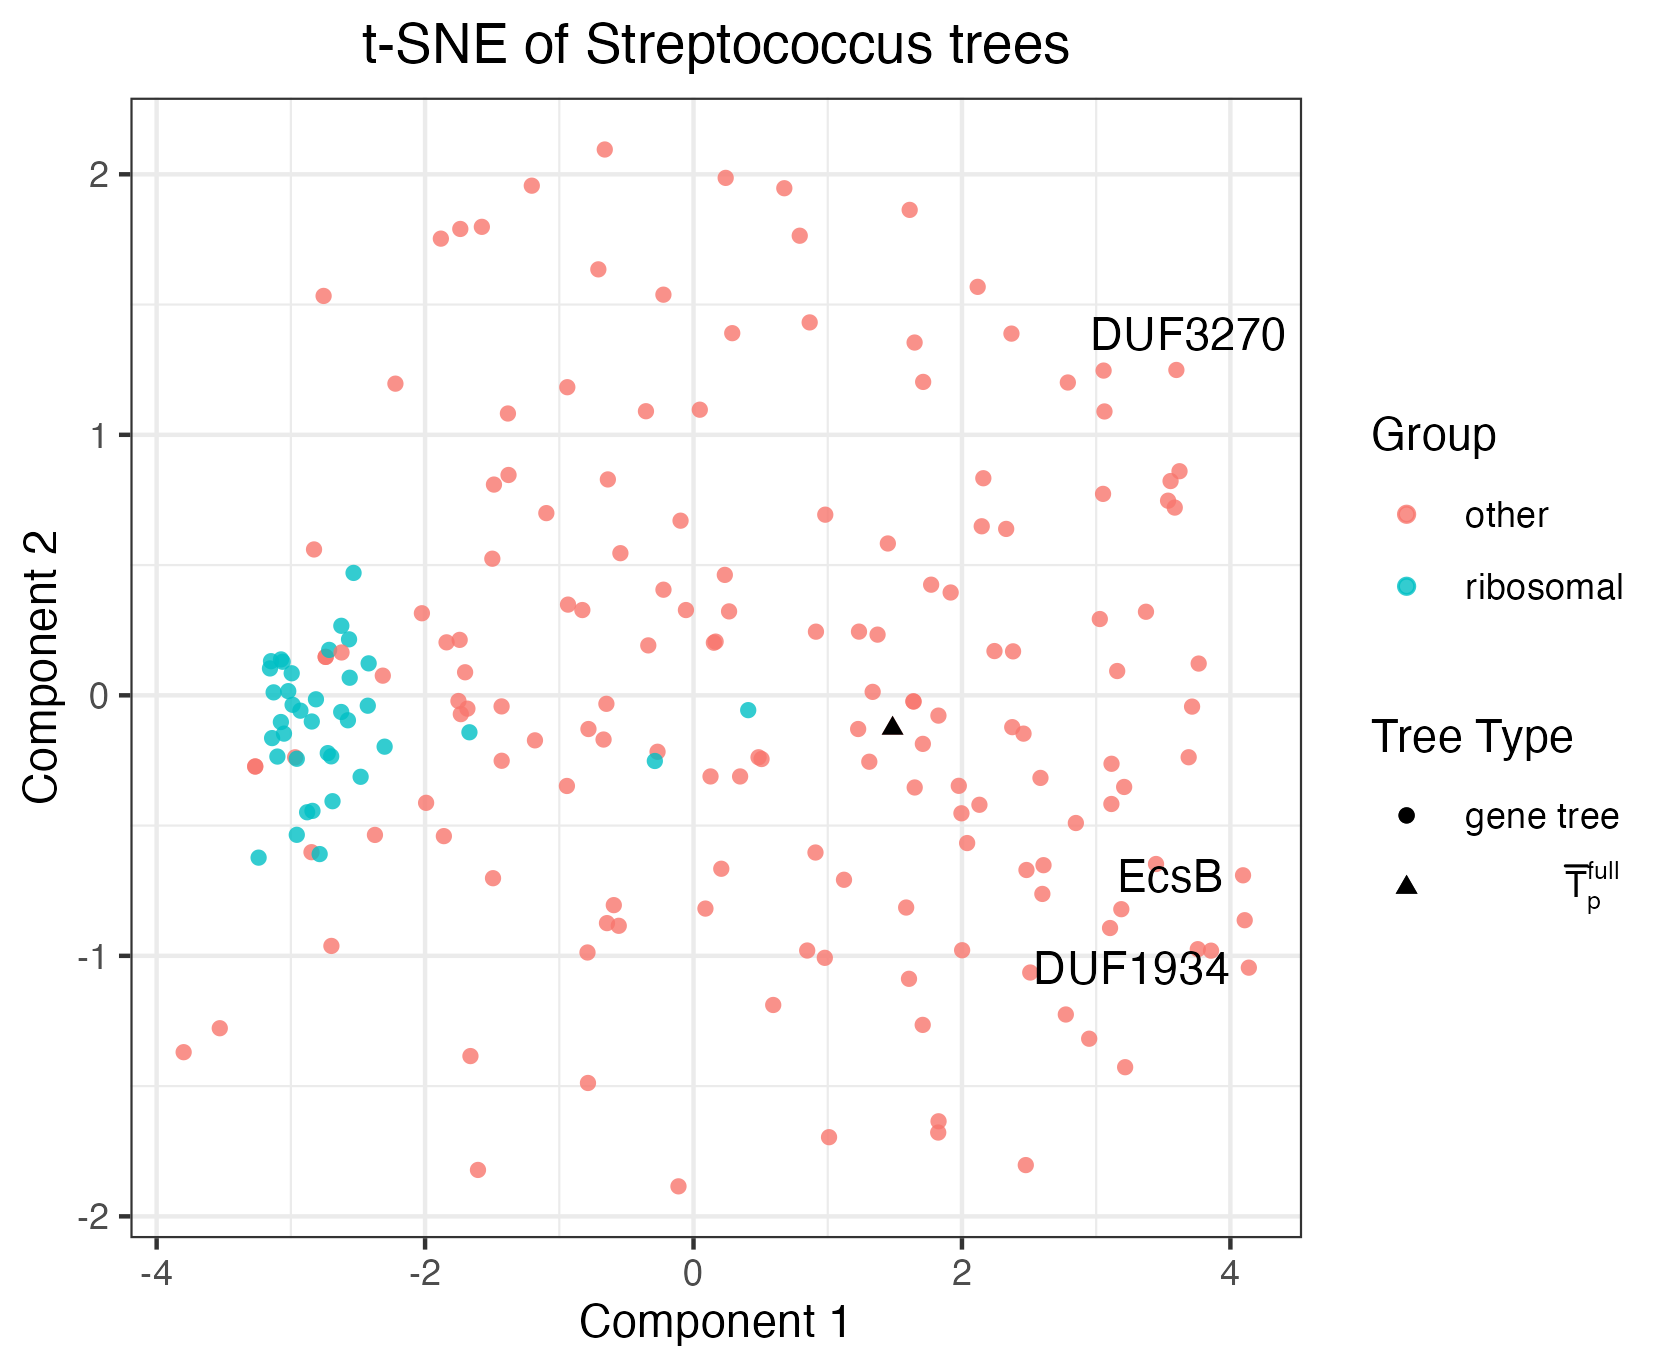 t-SNE of Streptococcus trees
2
1
0
-1
-2
Component 2
DUF3270
EcsB
DUF1934
-4
-2
0
2
4
Component 1
Group
other
ribosomal
Tree Type
gene tree
T̅ₚᶠᵘˡˡ